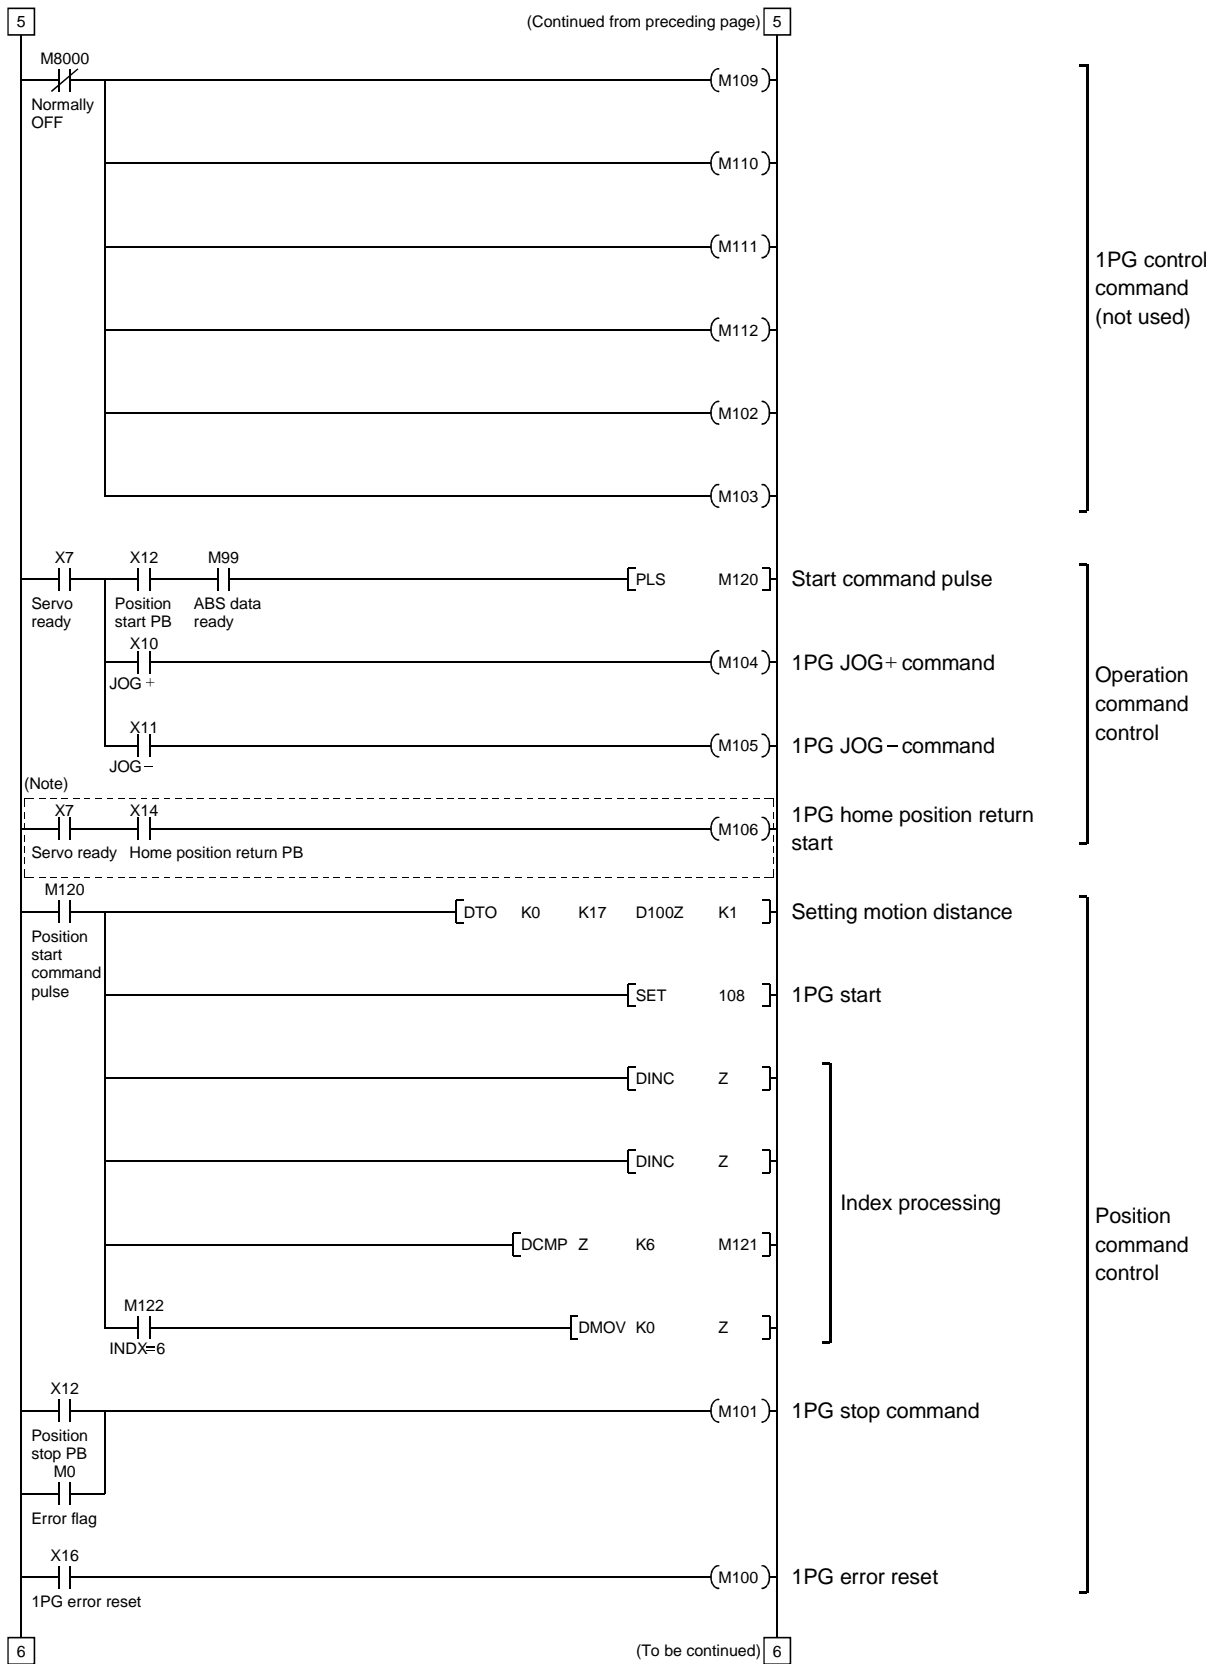 5 (Continued from preceding page) 5
M8000
(M109)
Normally
OFF
(M110)
(M111)
1PG control
command
(not used)
(M112)
(M102)
(M103)
X7 X12 M99
[PLS M120] Start command pulse
Servo
ready
Position
start PB
ABS data
ready
X10
(M104) 1PG JOG+ command
JOG+
Operation
command
control
X11
(M105) 1PG JOG− command
JOG−
(Note)
X7 X14
(M106) 1PG home position return
start
Servo ready Home position return PB
M120
[DTO K0 K17 D100Z K1] Setting motion distance
Position
start
command
pulse
[SET 108] 1PG start
[DINC Z]
[DINC Z]
Index processing
Position
command
control
[DCMP Z K6 M121]
M122
[DMOV K0 Z]
INDX=6
X12
(M101) 1PG stop command
Position
stop PB
M0
Error flag
X16
(M100) 1PG error reset
1PG error reset
6 (To be continued) 6